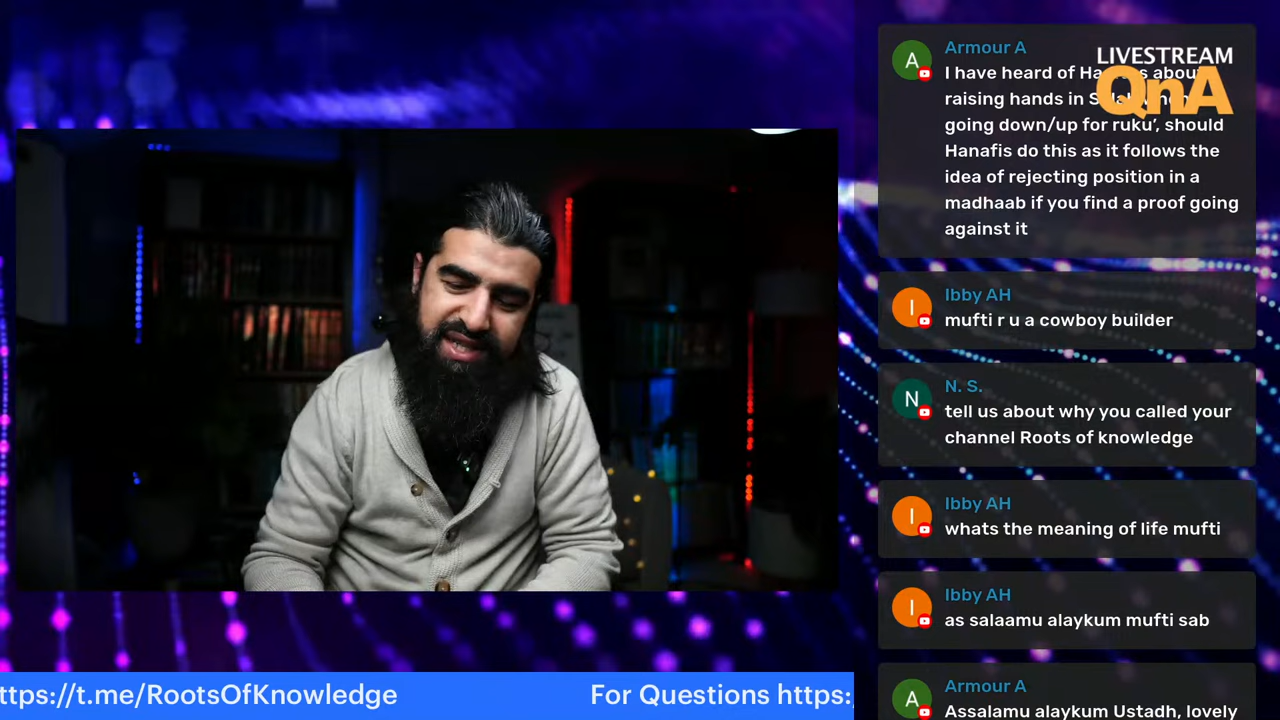 LIVESTREAM
QnA
A
Armour A
I have heard of
raising hands in
going down/up for ruku’, should
Hanafis do this as it follows the
idea of rejecting position in a
madhaab if you find a proof going
against it
I
Ibby AH
mufti r u a cowboy builder
N
N. S.
tell us about why you called your
channel Roots of knowledge
I
Ibby AH
whats the meaning of life mufti
I
Ibby AH
as salaamu alaykum mufti sab
A
Armour A
Assalamu alaykum Ustadh, lovely
ttps://t.me/RootsOfKnowledge
For Questions https: